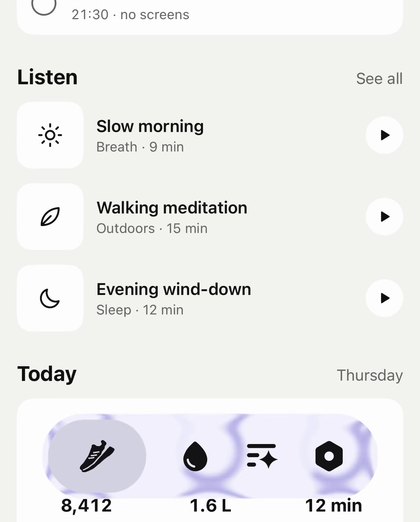 21:30 · no screens
Listen
See all
Slow morning
Breath · 9 min
Walking meditation
Outdoors · 15 min
Evening wind-down
Sleep · 12 min
Today
Thursday
8,412
1.6 L
12 min